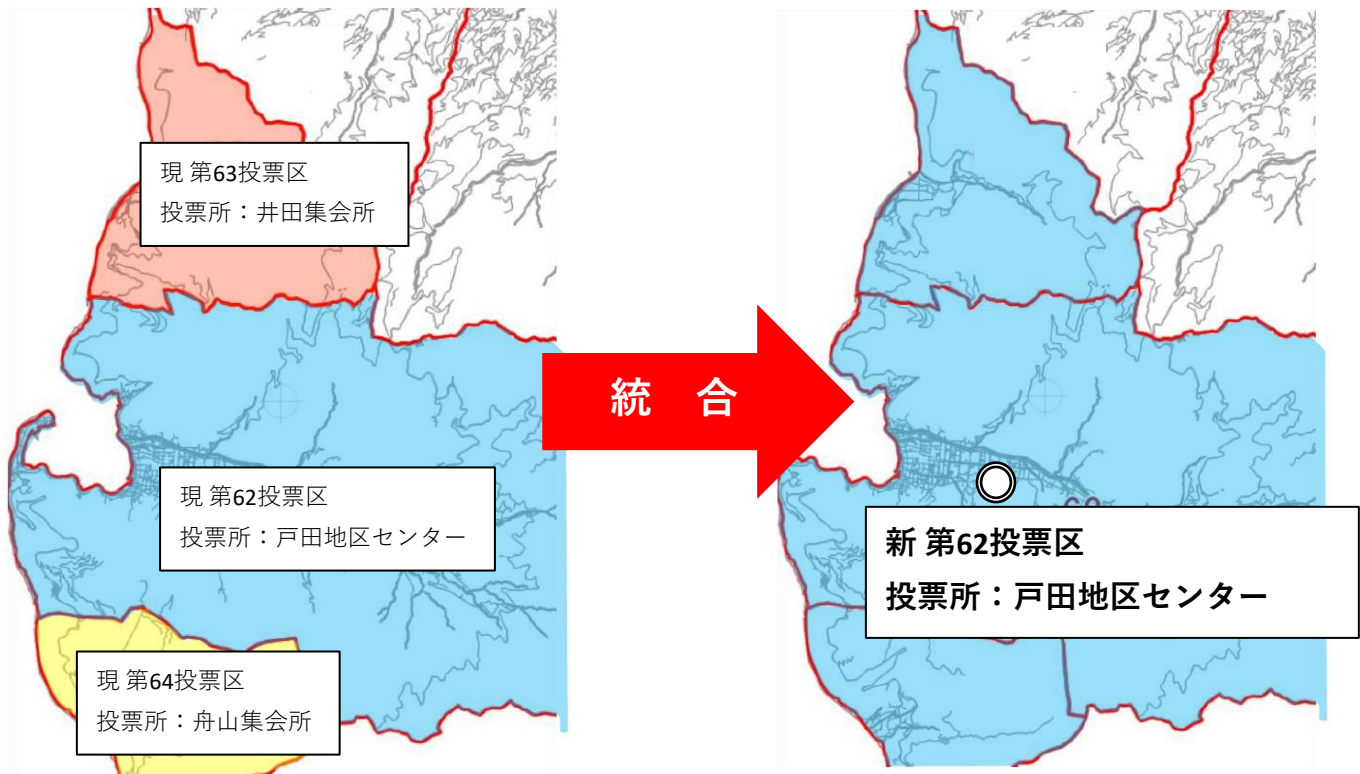 現 第63投票区
投票所：井田集会所
統 合
現 第62投票区
投票所：戸田地区センター
新 第62投票区
投票所：戸田地区センター
現 第64投票区
投票所：舟山集会所